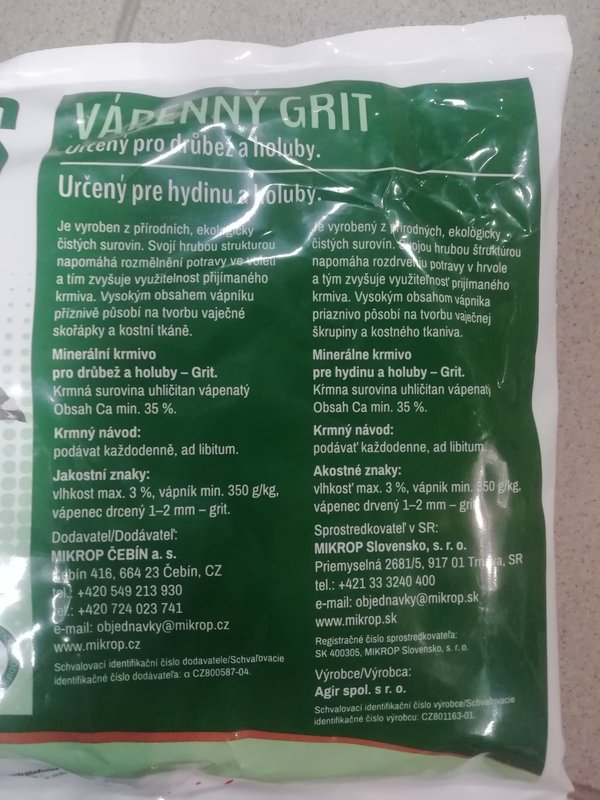 VÁPENNÝ GRIT
Určený pro drůbež a holuby.
Určený pre hydinu a holuby.
Je vyroben z přírodních, ekologicky
čistých surovin. Svojí hrubou strukturou
napomáhá rozmělnění potravy ve voleti
a tím zvyšuje využitelnost přijímaného
krmiva. Vysokým obsahem vápníku
příznivě působí na tvorbu vaječné
skořápky a kostní tkáně.
Minerální krmivo
pro drůbež a holuby – Grit.
Krmná surovina uhličitan vápenatý
Obsah Ca min. 35 %.
Krmný návod:
podávat každodenně, ad libitum.
Jakostní znaky:
vlhkost max. 3 %, vápník min. 350 g/kg,
vápenec drcený 1–2 mm – grit.
Dodavatel/Dodávateľ:
MIKROP ČEBÍN a. s.
Čebín 416, 664 23 Čebín, CZ
tel.: +420 549 213 930
tel.: +420 724 023 741
e-mail: objednavky@mikrop.cz
www.mikrop.cz
Schvalovací identifikační číslo dodavatele/Schvaľovacie
identifikačné číslo dodávateľa: α CZ800587-04.
Je vyrobený z prírodných, ekologicky
čistých surovín. Svojou hrubou štruktúrou
napomáha rozdrveniu potravy v hrvole
a tým zvyšuje využiteľnosť prijímaného
krmiva. Vysokým obsahom vápnika
priaznivo pôsobí na tvorbu vaječnej
škrupiny a kostného tkaniva.
Minerálne krmivo
pre hydinu a holuby – Grit.
Kŕmna surovina uhličitan vápenatý
Obsah Ca min. 35 %.
Kŕmny návod:
podávať každodenne, ad libitum.
Akostné znaky:
vlhkosť max. 3 %, vápnik min. 350 g/kg,
vápenec drvený 1–2 mm – grit.
Sprostredkovateľ v SR:
MIKROP Slovensko, s. r. o.
Priemyselná 2681/5, 917 01 Trnava, SR
tel.: +421 33 3240 400
e-mail: objednavky@mikrop.sk
www.mikrop.sk
Registračné číslo sprostredkovateľa:
SK 400305, MIKROP Slovensko, s. r. o.
Výrobce/Výrobca:
Agir spol. s r. o.
Schvalovací identifikační číslo výrobce/Schvaľovacie
identifikačné číslo výrobcu: CZ801163-01.